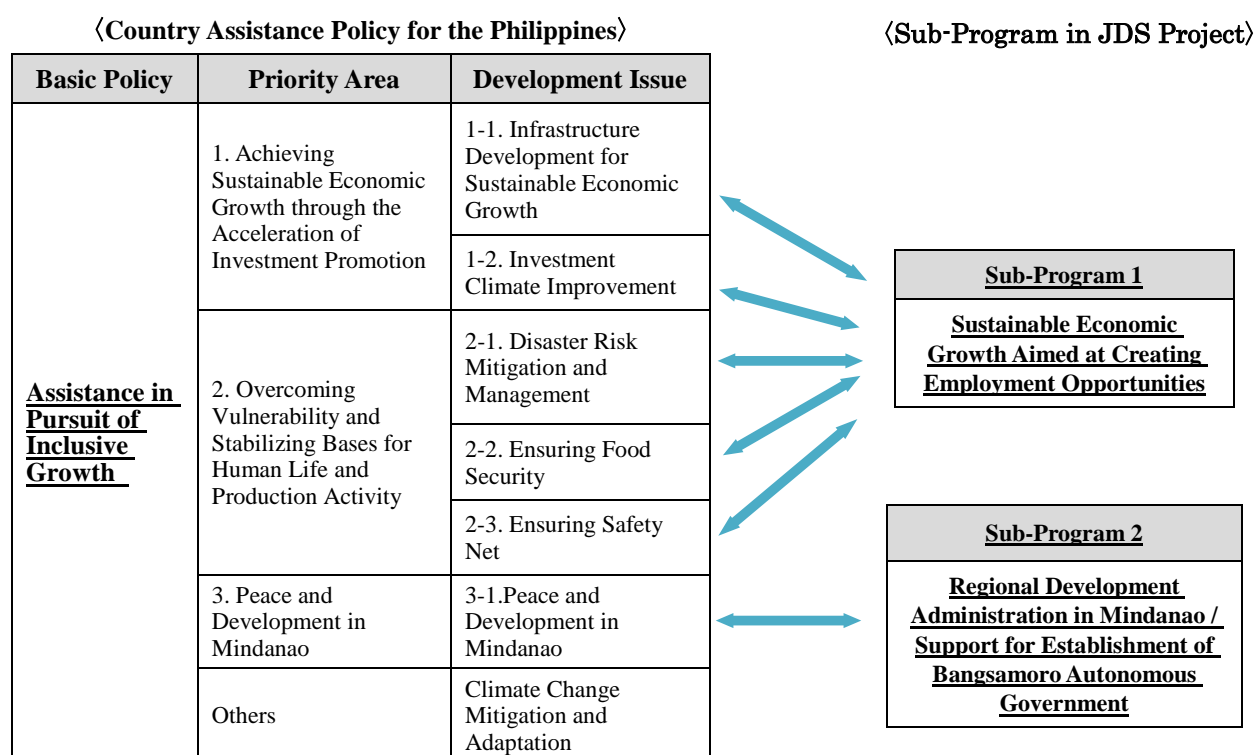 〈Country Assistance Policy for the Philippines〉
〈Sub-Program in JDS Project〉
Basic Policy
Priority Area
Development Issue
Assistance in
Pursuit of
Inclusive
Growth
1. Achieving
Sustainable Economic
Growth through the
Acceleration of
Investment Promotion
1-1. Infrastructure
Development for
Sustainable Economic
Growth
1-2. Investment
Climate Improvement
2. Overcoming
Vulnerability and
Stabilizing Bases for
Human Life and
Production Activity
2-1. Disaster Risk
Mitigation and
Management
2-2. Ensuring Food
Security
2-3. Ensuring Safety
Net
3. Peace and
Development in
Mindanao
3-1.Peace and
Development in
Mindanao
Others
Climate Change
Mitigation and
Adaptation
Sub-Program 1
Sustainable Economic
Growth Aimed at Creating
Employment Opportunities
Sub-Program 2
Regional Development
Administration in Mindanao /
Support for Establishment of
Bangsamoro Autonomous
Government